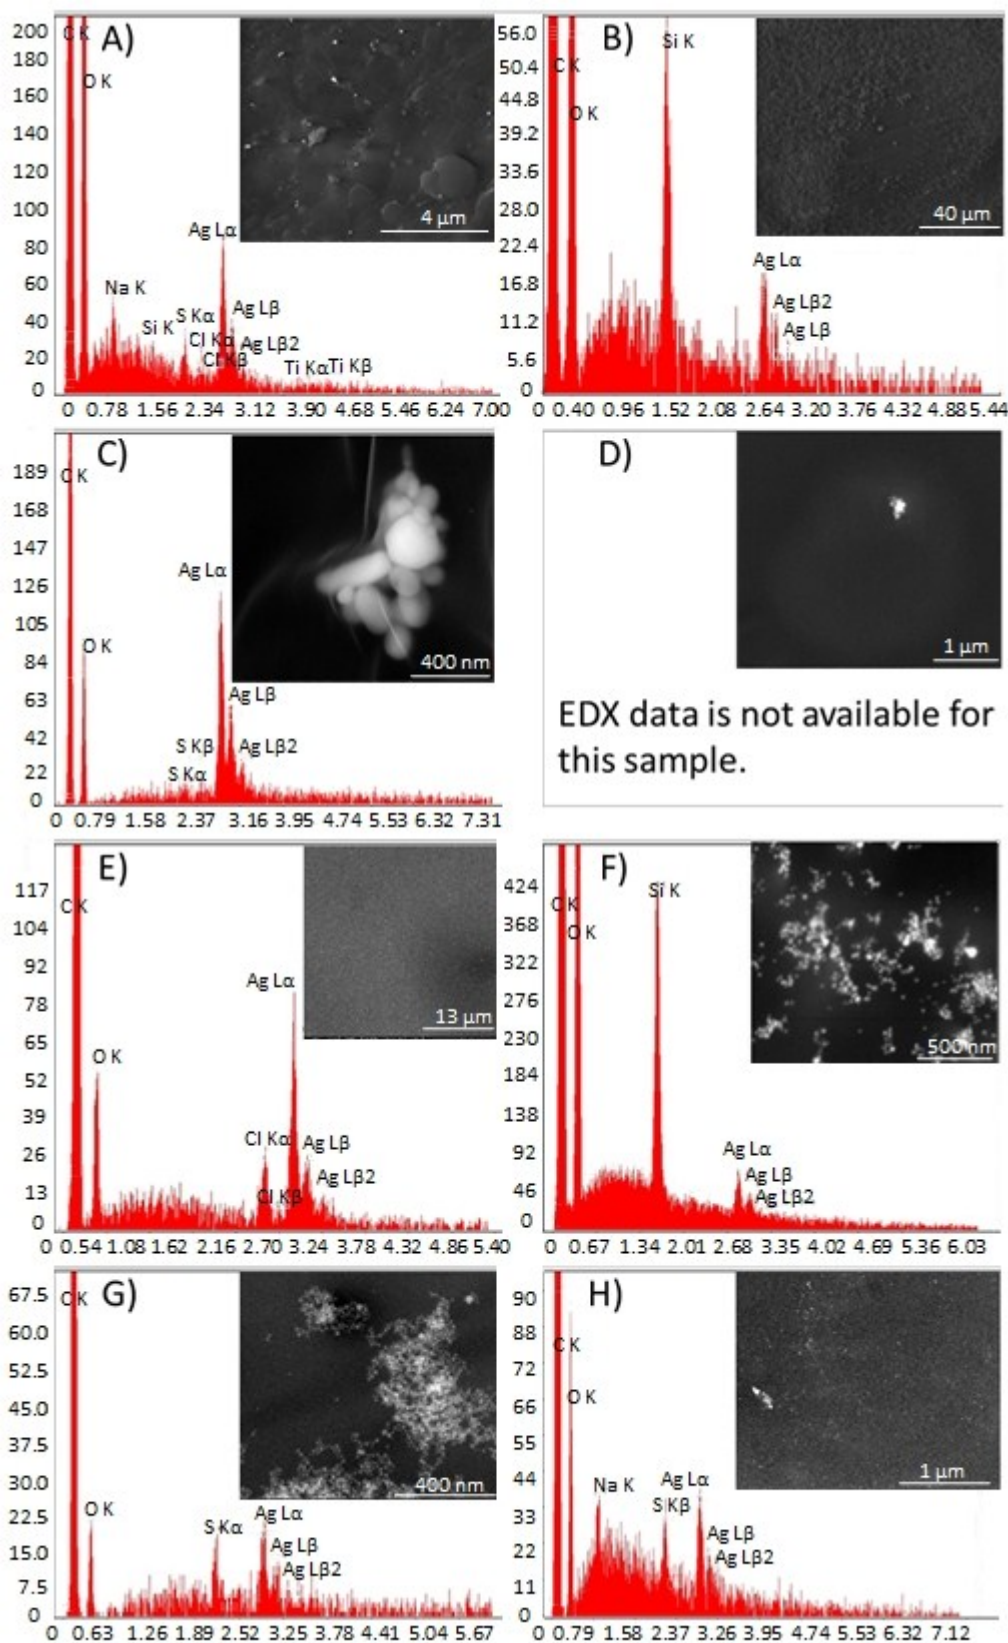 A)
200
180
160
140
120
100
80
60
40
20
0
C K
O K
Na K
Si K
S Kα
Cl Kα
Cl Kβ
Ag Lα
Ag Lβ
Ag Lβ2
Ti Kα Ti Kβ
4 µm
0 0.78 1.56 2.34 3.12 3.90 4.68 5.46 6.24 7.00
B)
56.0
50.4
44.8
39.2
33.6
28.0
22.4
16.8
11.2
5.6
0
C K
O K
Si K
Ag Lα
Ag Lβ2
Ag Lβ
40 µm
0 0.40 0.96 1.52 2.08 2.64 3.20 3.76 4.32 4.88 5.44
C)
189
168
147
126
105
84
63
42
22
0
C K
O K
Ag Lα
Ag Lβ
S Kβ
Ag Lβ2
S Kα
400 nm
0 0.79 1.58 2.37 3.16 3.95 4.74 5.53 6.32 7.31
D)
1 µm
EDX data is not available for
this sample.
E)
117
104
92
78
65
52
39
26
13
0
C K
O K
Ag Lα
Cl Kα
Ag Lβ
Ag Lβ2
Cl Kβ
13 µm
0 0.54 1.08 1.62 2.16 2.70 3.24 3.78 4.32 4.86 5.40
F)
424
368
322
276
230
184
138
92
46
0
C K
O K
Si K
Ag Lα
Ag Lβ
Ag Lβ2
500 nm
0 0.67 1.34 2.01 2.68 3.35 4.02 4.69 5.36 6.03
G)
67.5
60.0
52.5
45.0
37.5
30.0
22.5
15.0
7.5
0
C K
O K
S Kα
Ag Lα
Ag Lβ
Ag Lβ2
400 nm
0 0.63 1.26 1.89 2.52 3.25 3.78 4.41 5.04 5.67
H)
90
88
72
66
55
44
33
22
11
0
C K
O K
Na K
Ag Lα
S Kβ
Ag Lβ
Ag Lβ2
1 µm
0 0.79 1.58 2.37 3.26 3.95 4.74 5.53 6.32 7.12